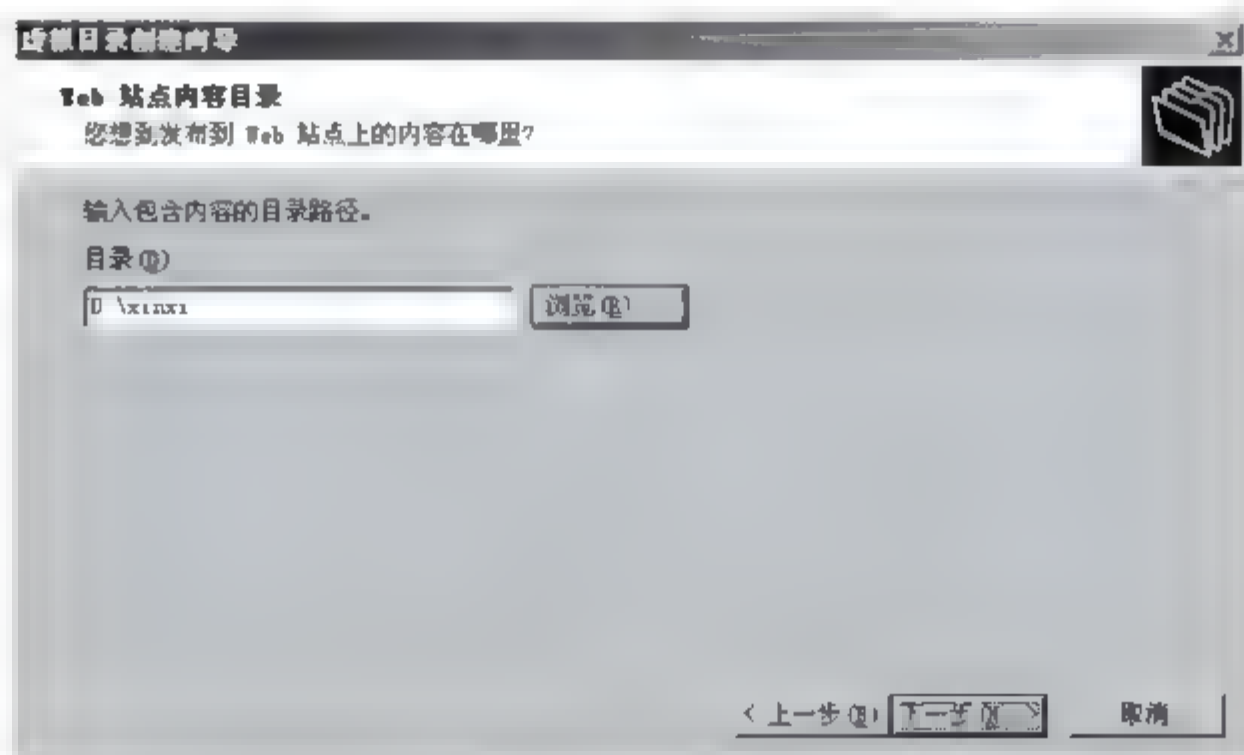 虚拟目录创建向导
Web 站点内容目录
您想到发布到 Web 站点上的内容在哪里?
输入包含内容的目录路径。
目录(D)
D \xinxi
浏览(R)
< 上一步(B) 下一步(N) > 取消